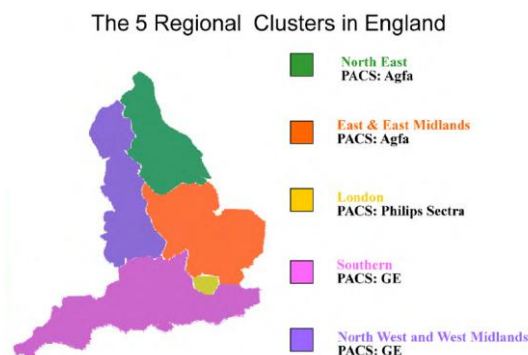 The 5 Regional Clusters in England
North East
PACS: Agfa
East & East Midlands
PACS: Agfa
London
PACS: Philips Sectra
Southern
PACS: GE
North West and West Midlands
PACS: GE